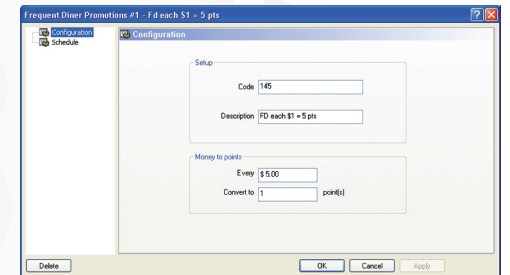 Frequent Diner Promotions #1 - Fd each $1 = 5 pts
Configuration
Schedule
Configuration
Setup
Code 145
Description FD each $1 = 5 pts
Money to points
Every $ 5.00
Convert to 1 point(s)
Delete OK Cancel Apply